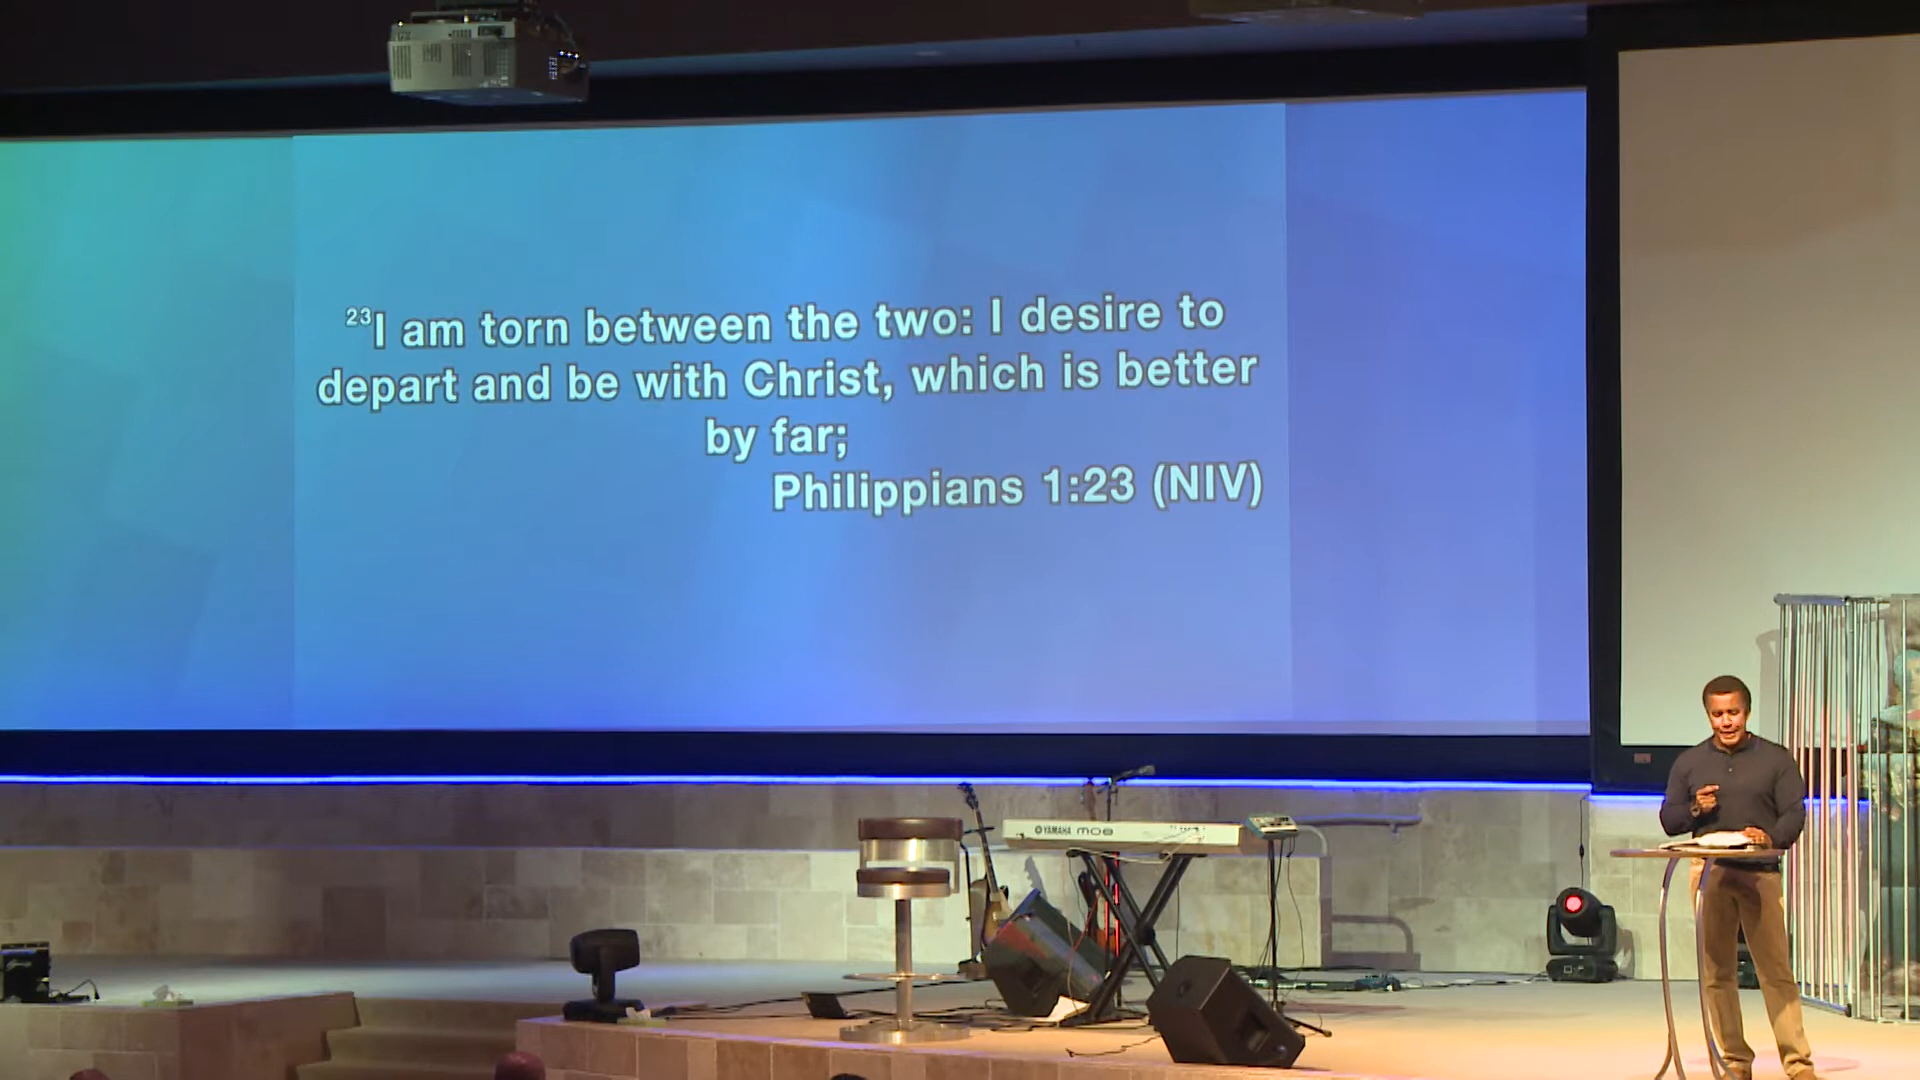 ²³I am torn between the two: I desire to
depart and be with Christ, which is better
by far;
Philippians 1:23 (NIV)
YAMAHA MO8